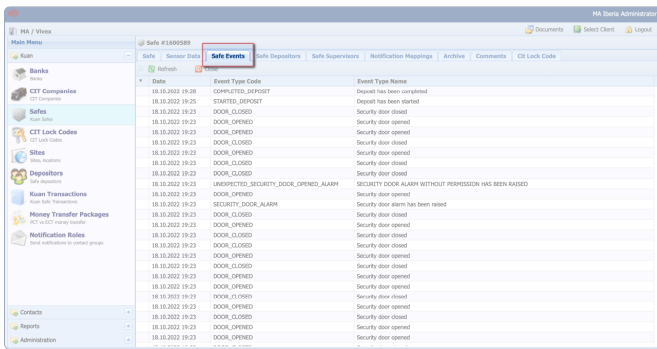 MA Iberia Administrator
MA / Vivex
Documents
Select Client
Logout
Main Menu
Safe #1600589
Kuan
Safe
Sensor Data
Safe Events
Safe Depositors
Safe Supervisors
Notification Mappings
Archive
Comments
Cit Lock Code
Refresh
Close
Banks
Banks
CIT Companies
CIT Companies
Safes
Kuan Safes
CIT Lock Codes
CIT Lock Codes
Sites
Sites, locations
Depositors
Safe depositors
Kuan Transactions
Kuan Safe Transactions
Money Transfer Packages
PCT vs ECT money transfer
Notification Roles
Send notifications to contact groups
Contacts
Reports
Administration
Date Event Type Code Event Type Name
18.10.2022 19:28 COMPLETED_DEPOSIT Deposit has been completed
18.10.2022 19:25 STARTED_DEPOSIT Deposit has been started
18.10.2022 19:23 DOOR_CLOSED Security door closed
18.10.2022 19:23 DOOR_OPENED Security door opened
18.10.2022 19:23 DOOR_CLOSED Security door closed
18.10.2022 19:23 DOOR_OPENED Security door opened
18.10.2022 19:23 DOOR_CLOSED Security door closed
18.10.2022 19:23 UNEXPECTED_SECURITY_DOOR_OPENED_ALARM SECURITY DOOR ALARM WITHOUT PERMISSION HAS BEEN RAISED
18.10.2022 19:23 DOOR_OPENED Security door opened
18.10.2022 19:23 SECURITY_DOOR_ALARM Security door alarm has been raised
18.10.2022 19:23 DOOR_CLOSED Security door closed
18.10.2022 19:23 DOOR_OPENED Security door opened
18.10.2022 19:23 DOOR_CLOSED Security door closed
18.10.2022 19:23 DOOR_OPENED Security door opened
18.10.2022 19:23 DOOR_CLOSED Security door closed
18.10.2022 19:23 DOOR_OPENED Security door opened
18.10.2022 19:23 DOOR_CLOSED Security door closed
18.10.2022 19:23 DOOR_OPENED Security door opened
18.10.2022 19:23 DOOR_OPENED Security door opened
18.10.2022 19:23 DOOR_CLOSED Security door closed
18.10.2022 19:23 DOOR_OPENED Security door opened
18.10.2022 19:23 DOOR_CLOSED Security door closed
18.10.2022 19:23 DOOR_OPENED Security door opened